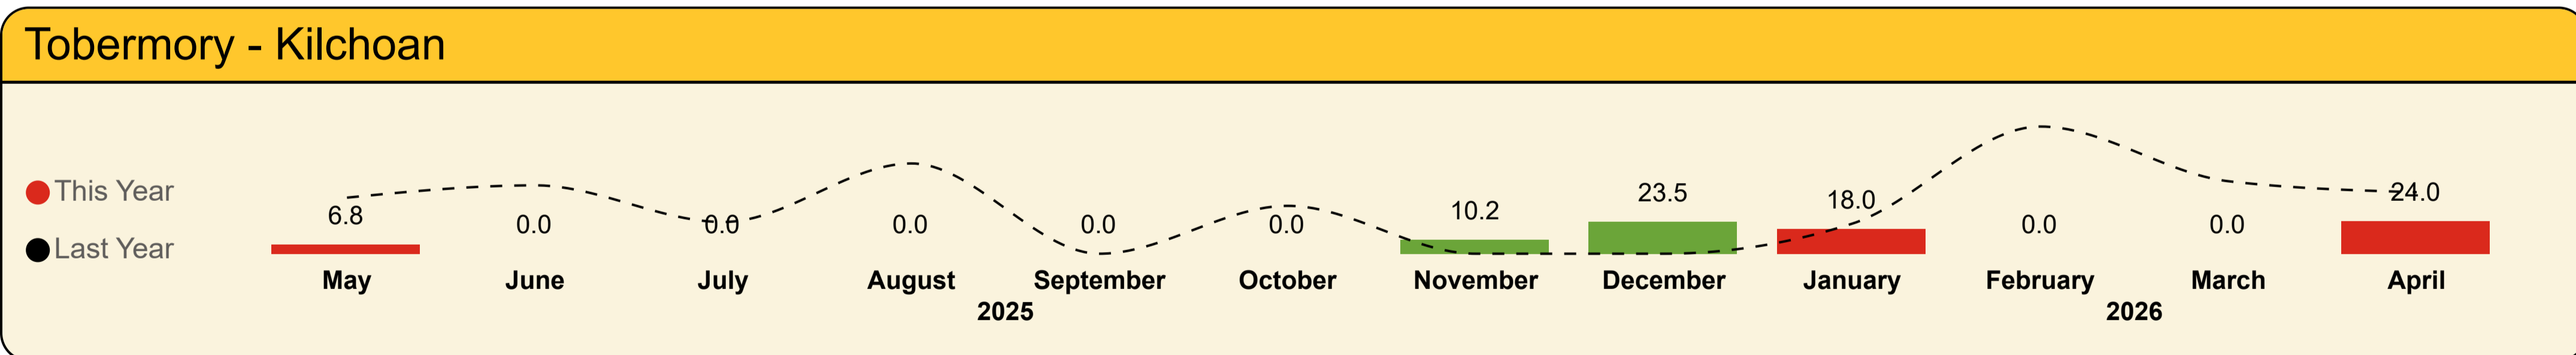 Tobermory - Kilchoan
This Year
Last Year
6.8 0.0 0.0 0.0 0.0 0.0 10.2 23.5 18.0 0.0 0.0 24.0
May June July August September October November December January February March April
2025 2026